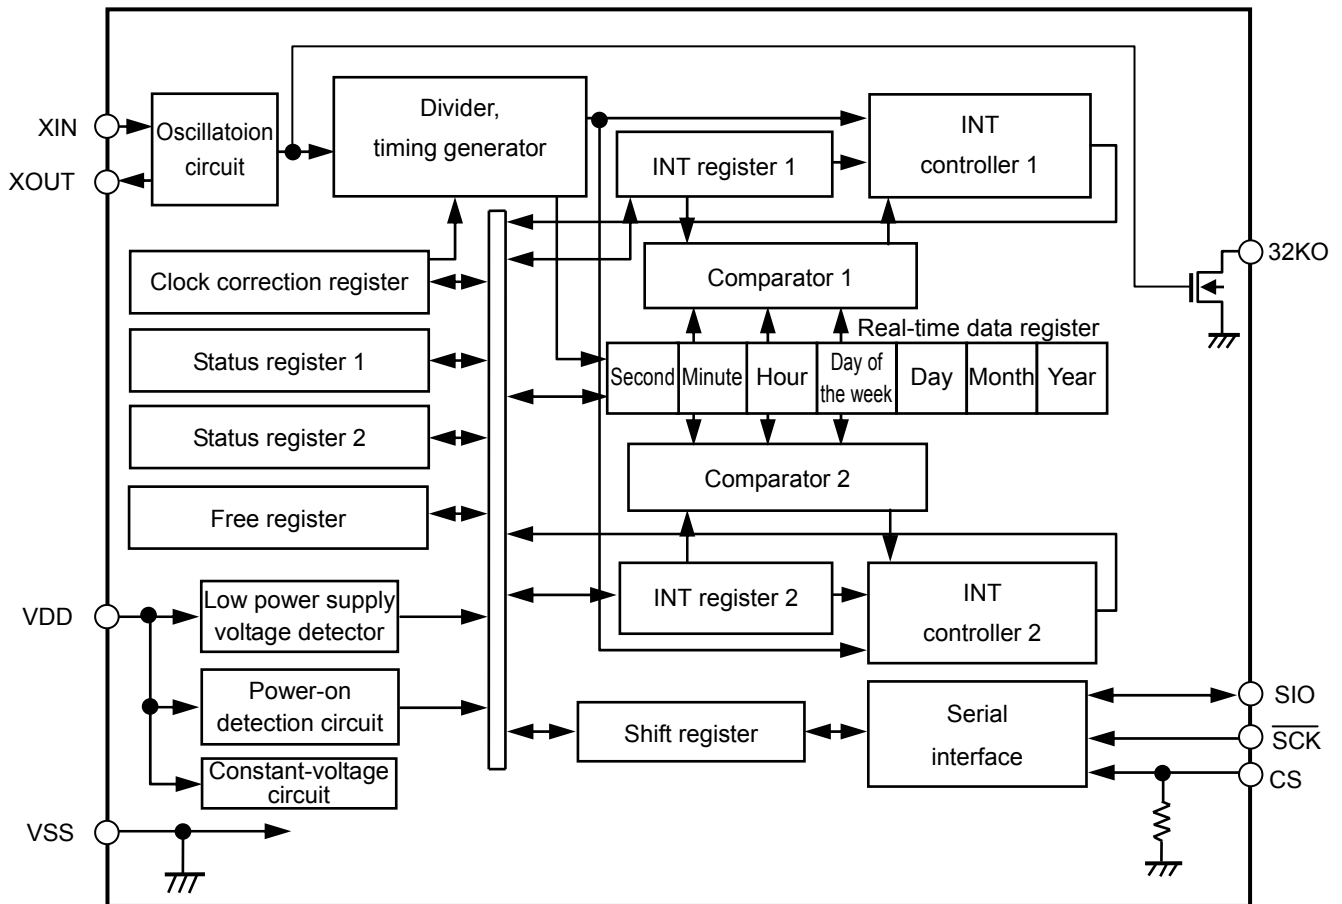 XIN
XOUT
Oscillatoion
circuit
Divider,
timing generator
INT register 1
INT
controller 1
Clock correction register
Comparator 1
32KO
Real-time data register
Status register 1
Second
Minute
Hour
Day of
the week
Day
Month
Year
Status register 2
Comparator 2
Free register
VDD
Low power supply
voltage detector
INT register 2
INT
controller 2
Power-on
detection circuit
Shift register
Serial
interface
SIO
SCK
CS
Constant-voltage
circuit
VSS